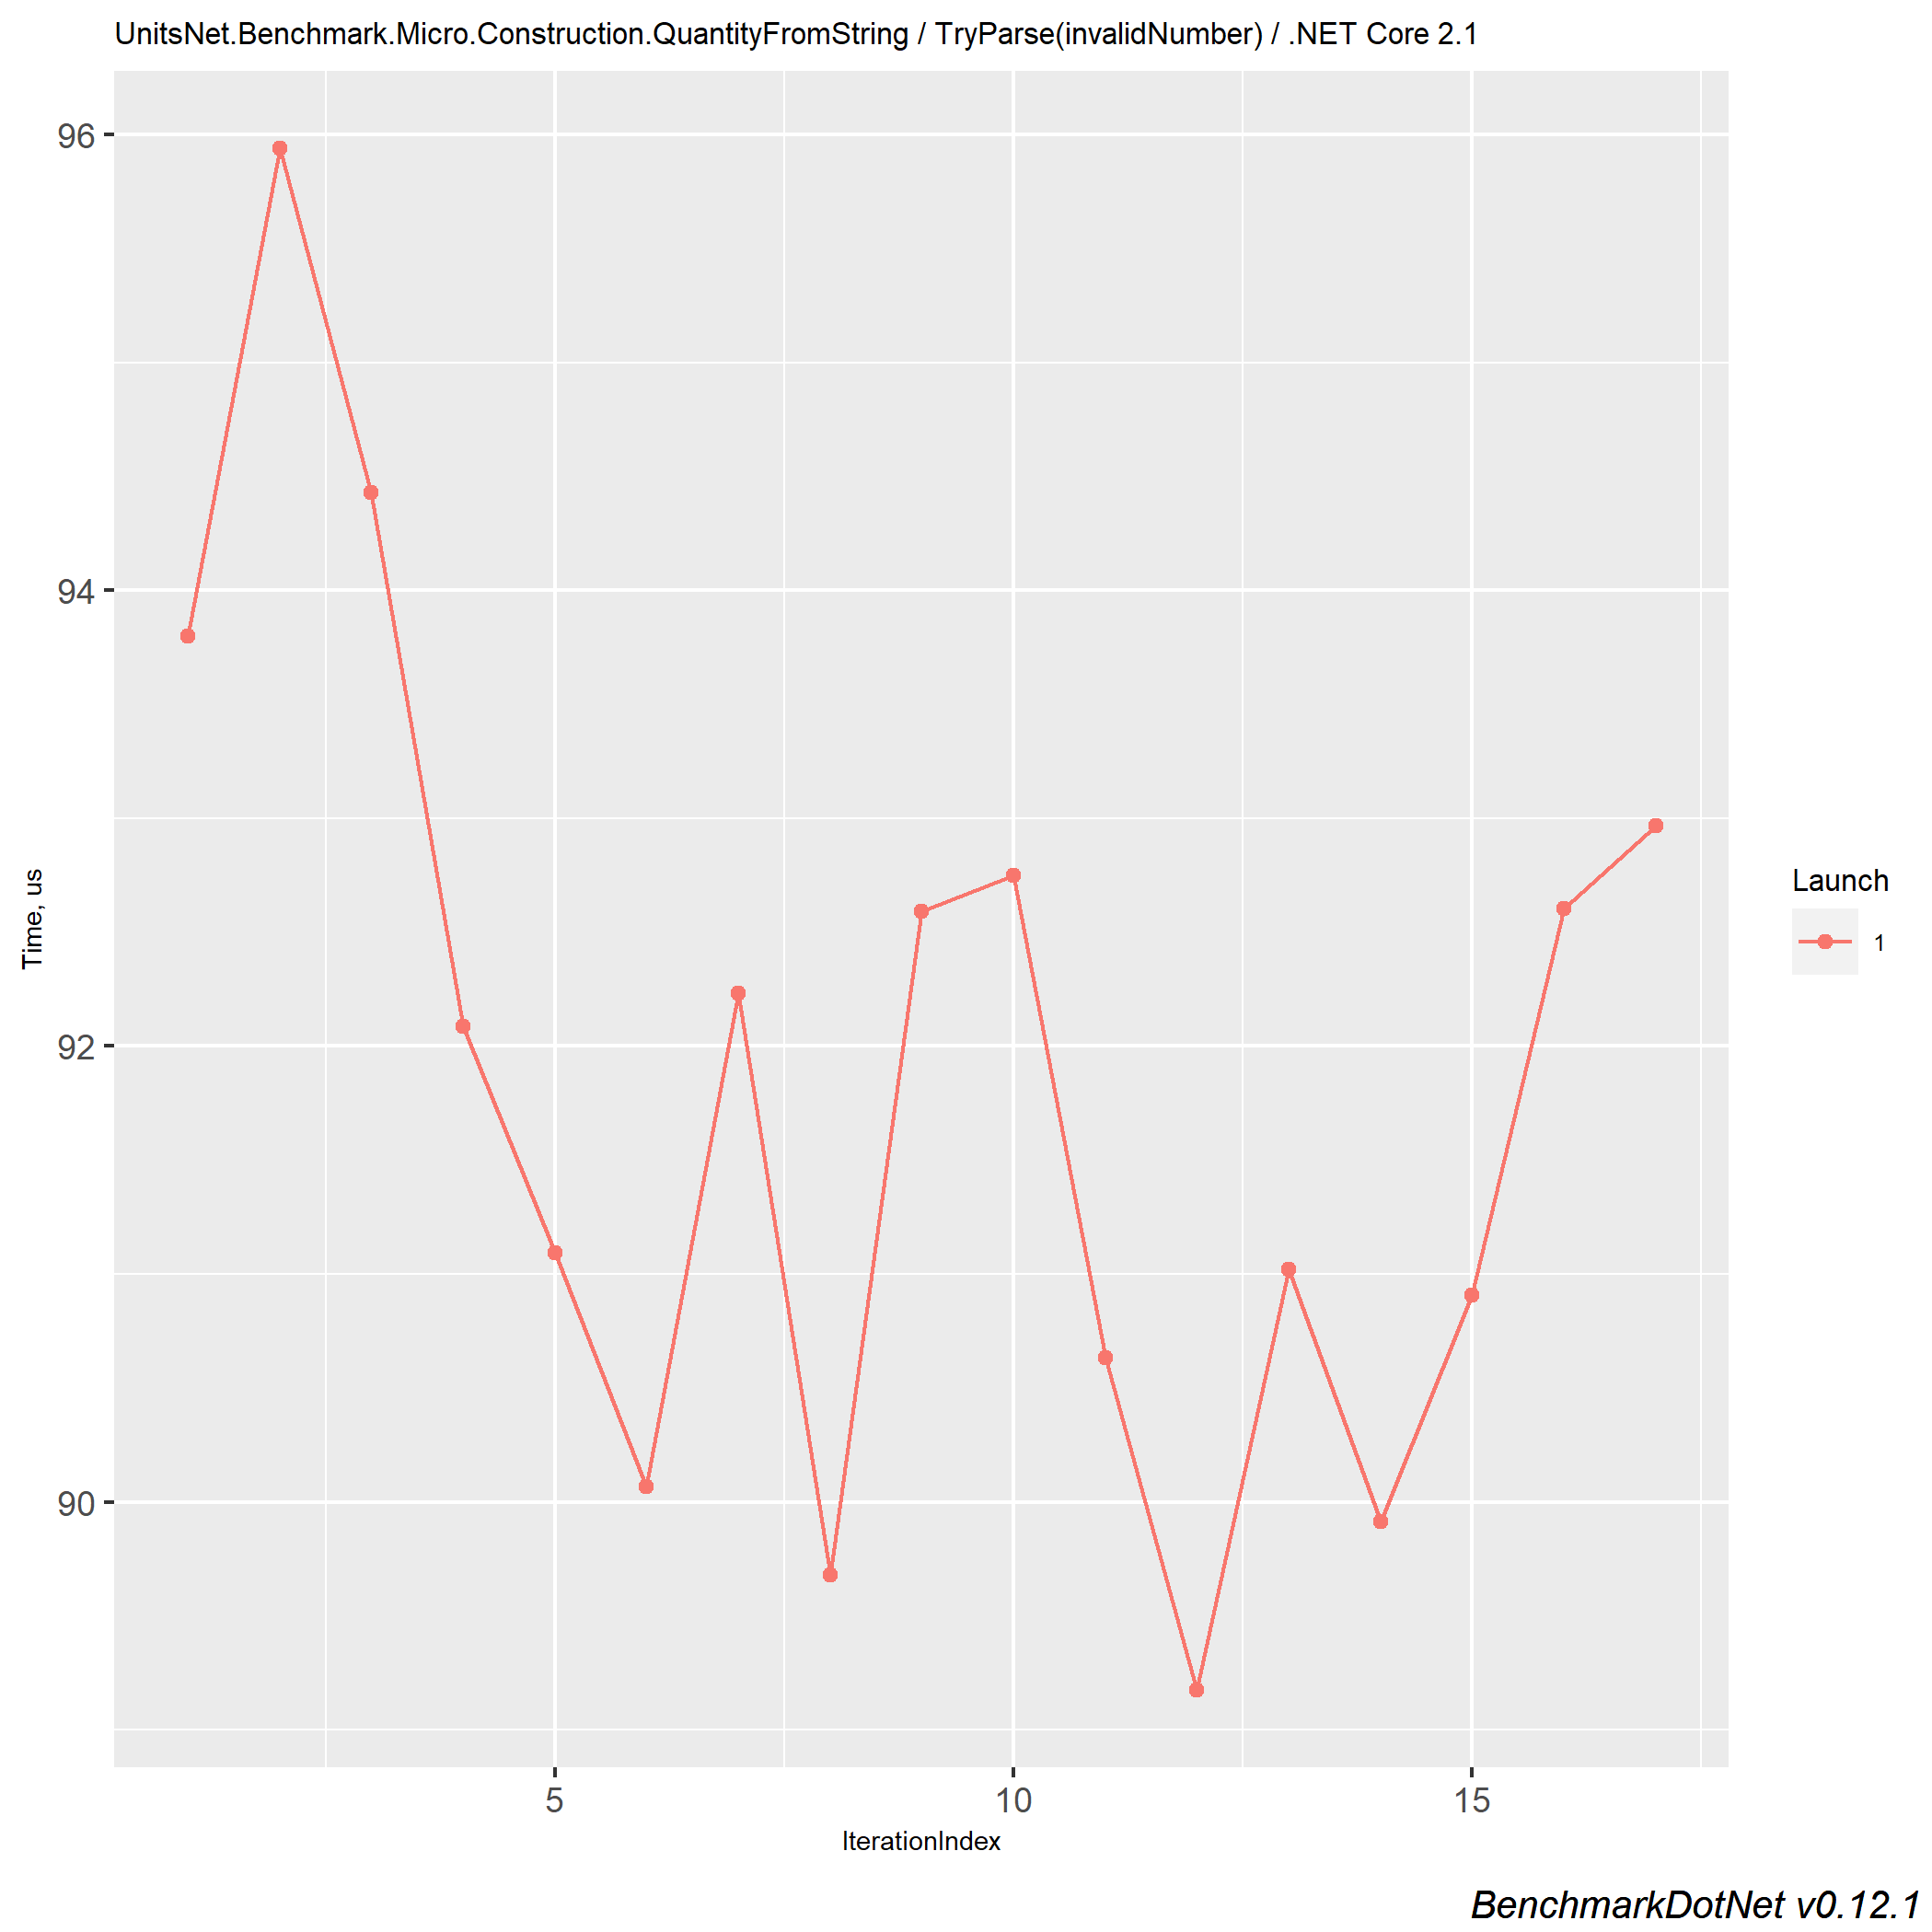 UnitsNet.Benchmark.Micro.Construction.QuantityFromString / TryParse(invalidNumber) / .NET Core 2.1
96
94
92
90
Time, us
5 10 15
IterationIndex
Launch
1
BenchmarkDotNet v0.12.1